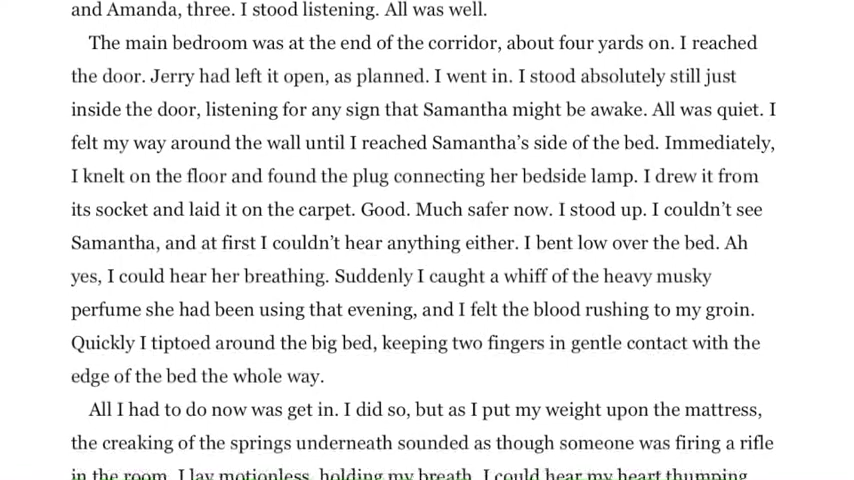 and Amanda, three. I stood listening. All was well.
The main bedroom was at the end of the corridor, about four yards on. I reached
the door. Jerry had left it open, as planned. I went in. I stood absolutely still just
inside the door, listening for any sign that Samantha might be awake. All was quiet. I
felt my way around the wall until I reached Samantha’s side of the bed. Immediately,
I knelt on the floor and found the plug connecting her bedside lamp. I drew it from
its socket and laid it on the carpet. Good. Much safer now. I stood up. I couldn’t see
Samantha, and at first I couldn’t hear anything either. I bent low over the bed. Ah
yes, I could hear her breathing. Suddenly I caught a whiff of the heavy musky
perfume she had been using that evening, and I felt the blood rushing to my groin.
Quickly I tiptoed around the big bed, keeping two fingers in gentle contact with the
edge of the bed the whole way.
All I had to do now was get in. I did so, but as I put my weight upon the mattress,
the creaking of the springs underneath sounded as though someone was firing a rifle
in the room. I lay motionless, holding my breath. I could hear my heart thumping